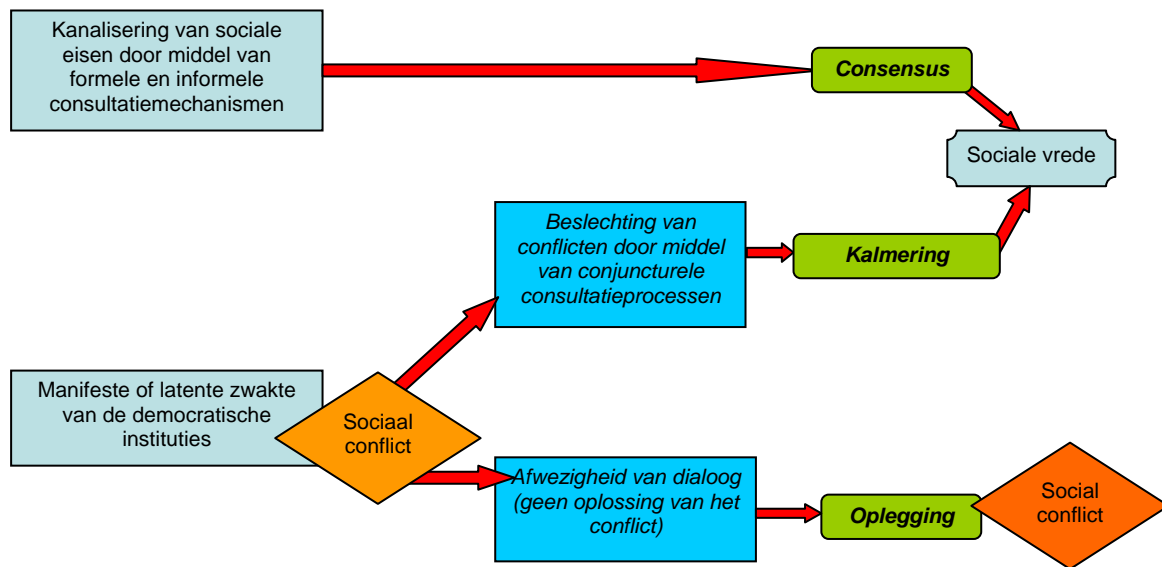 Kanalisering van sociale
eisen door middel van
formele en informele
consultatiemechanismen
Consensus
Sociale vrede
Beslechting van
conflicten door middel
van conjuncturele
consultatieprocessen
Kalmering
Manifeste of latente zwakte
van de democratische
instituties
Sociaal
conflict
Afwezigheid van dialoog
(geen oplossing van het
conflict)
Oplegging
Social
conflict